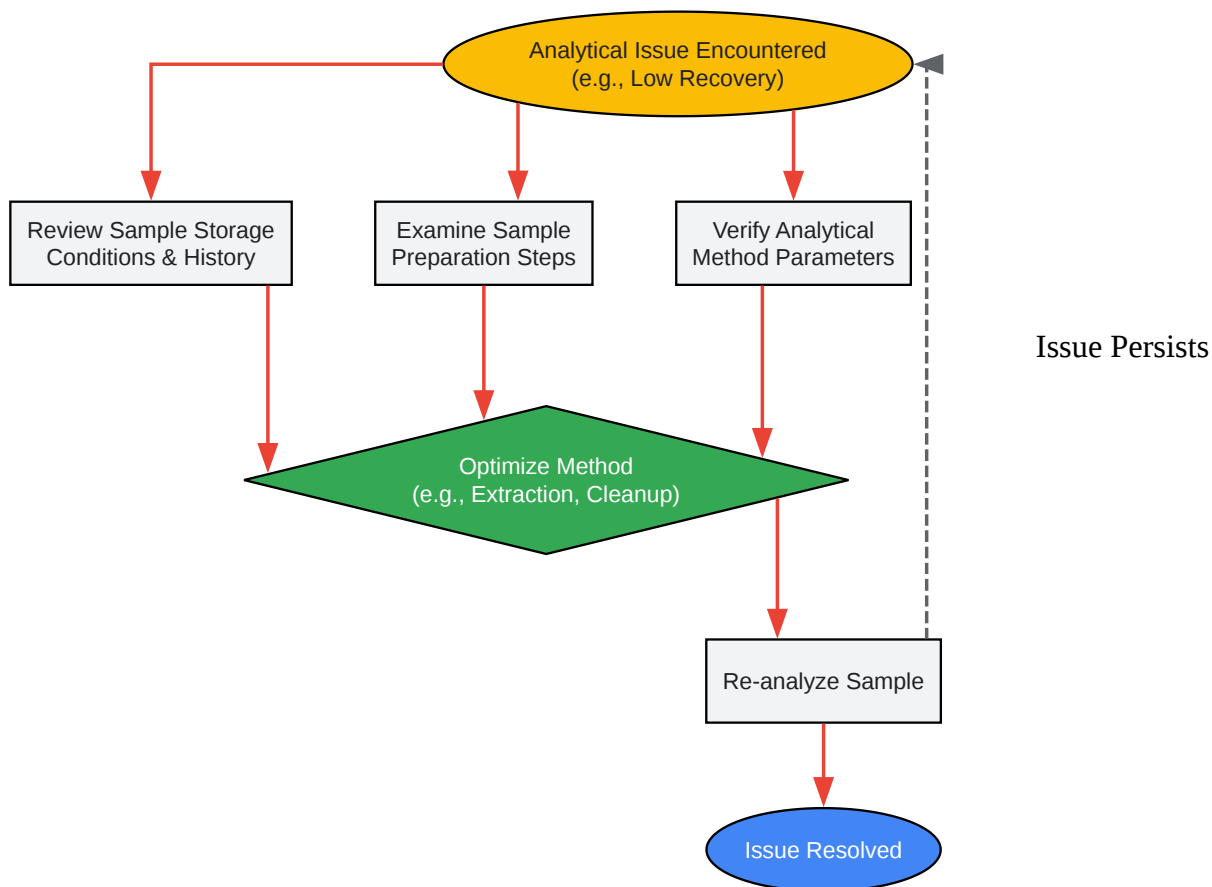 Analytical Issue Encountered
(e.g., Low Recovery)
Review Sample Storage
Conditions & History
Examine Sample
Preparation Steps
Verify Analytical
Method Parameters
Issue Persists
Optimize Method
(e.g., Extraction, Cleanup)
Re-analyze Sample
Issue Resolved